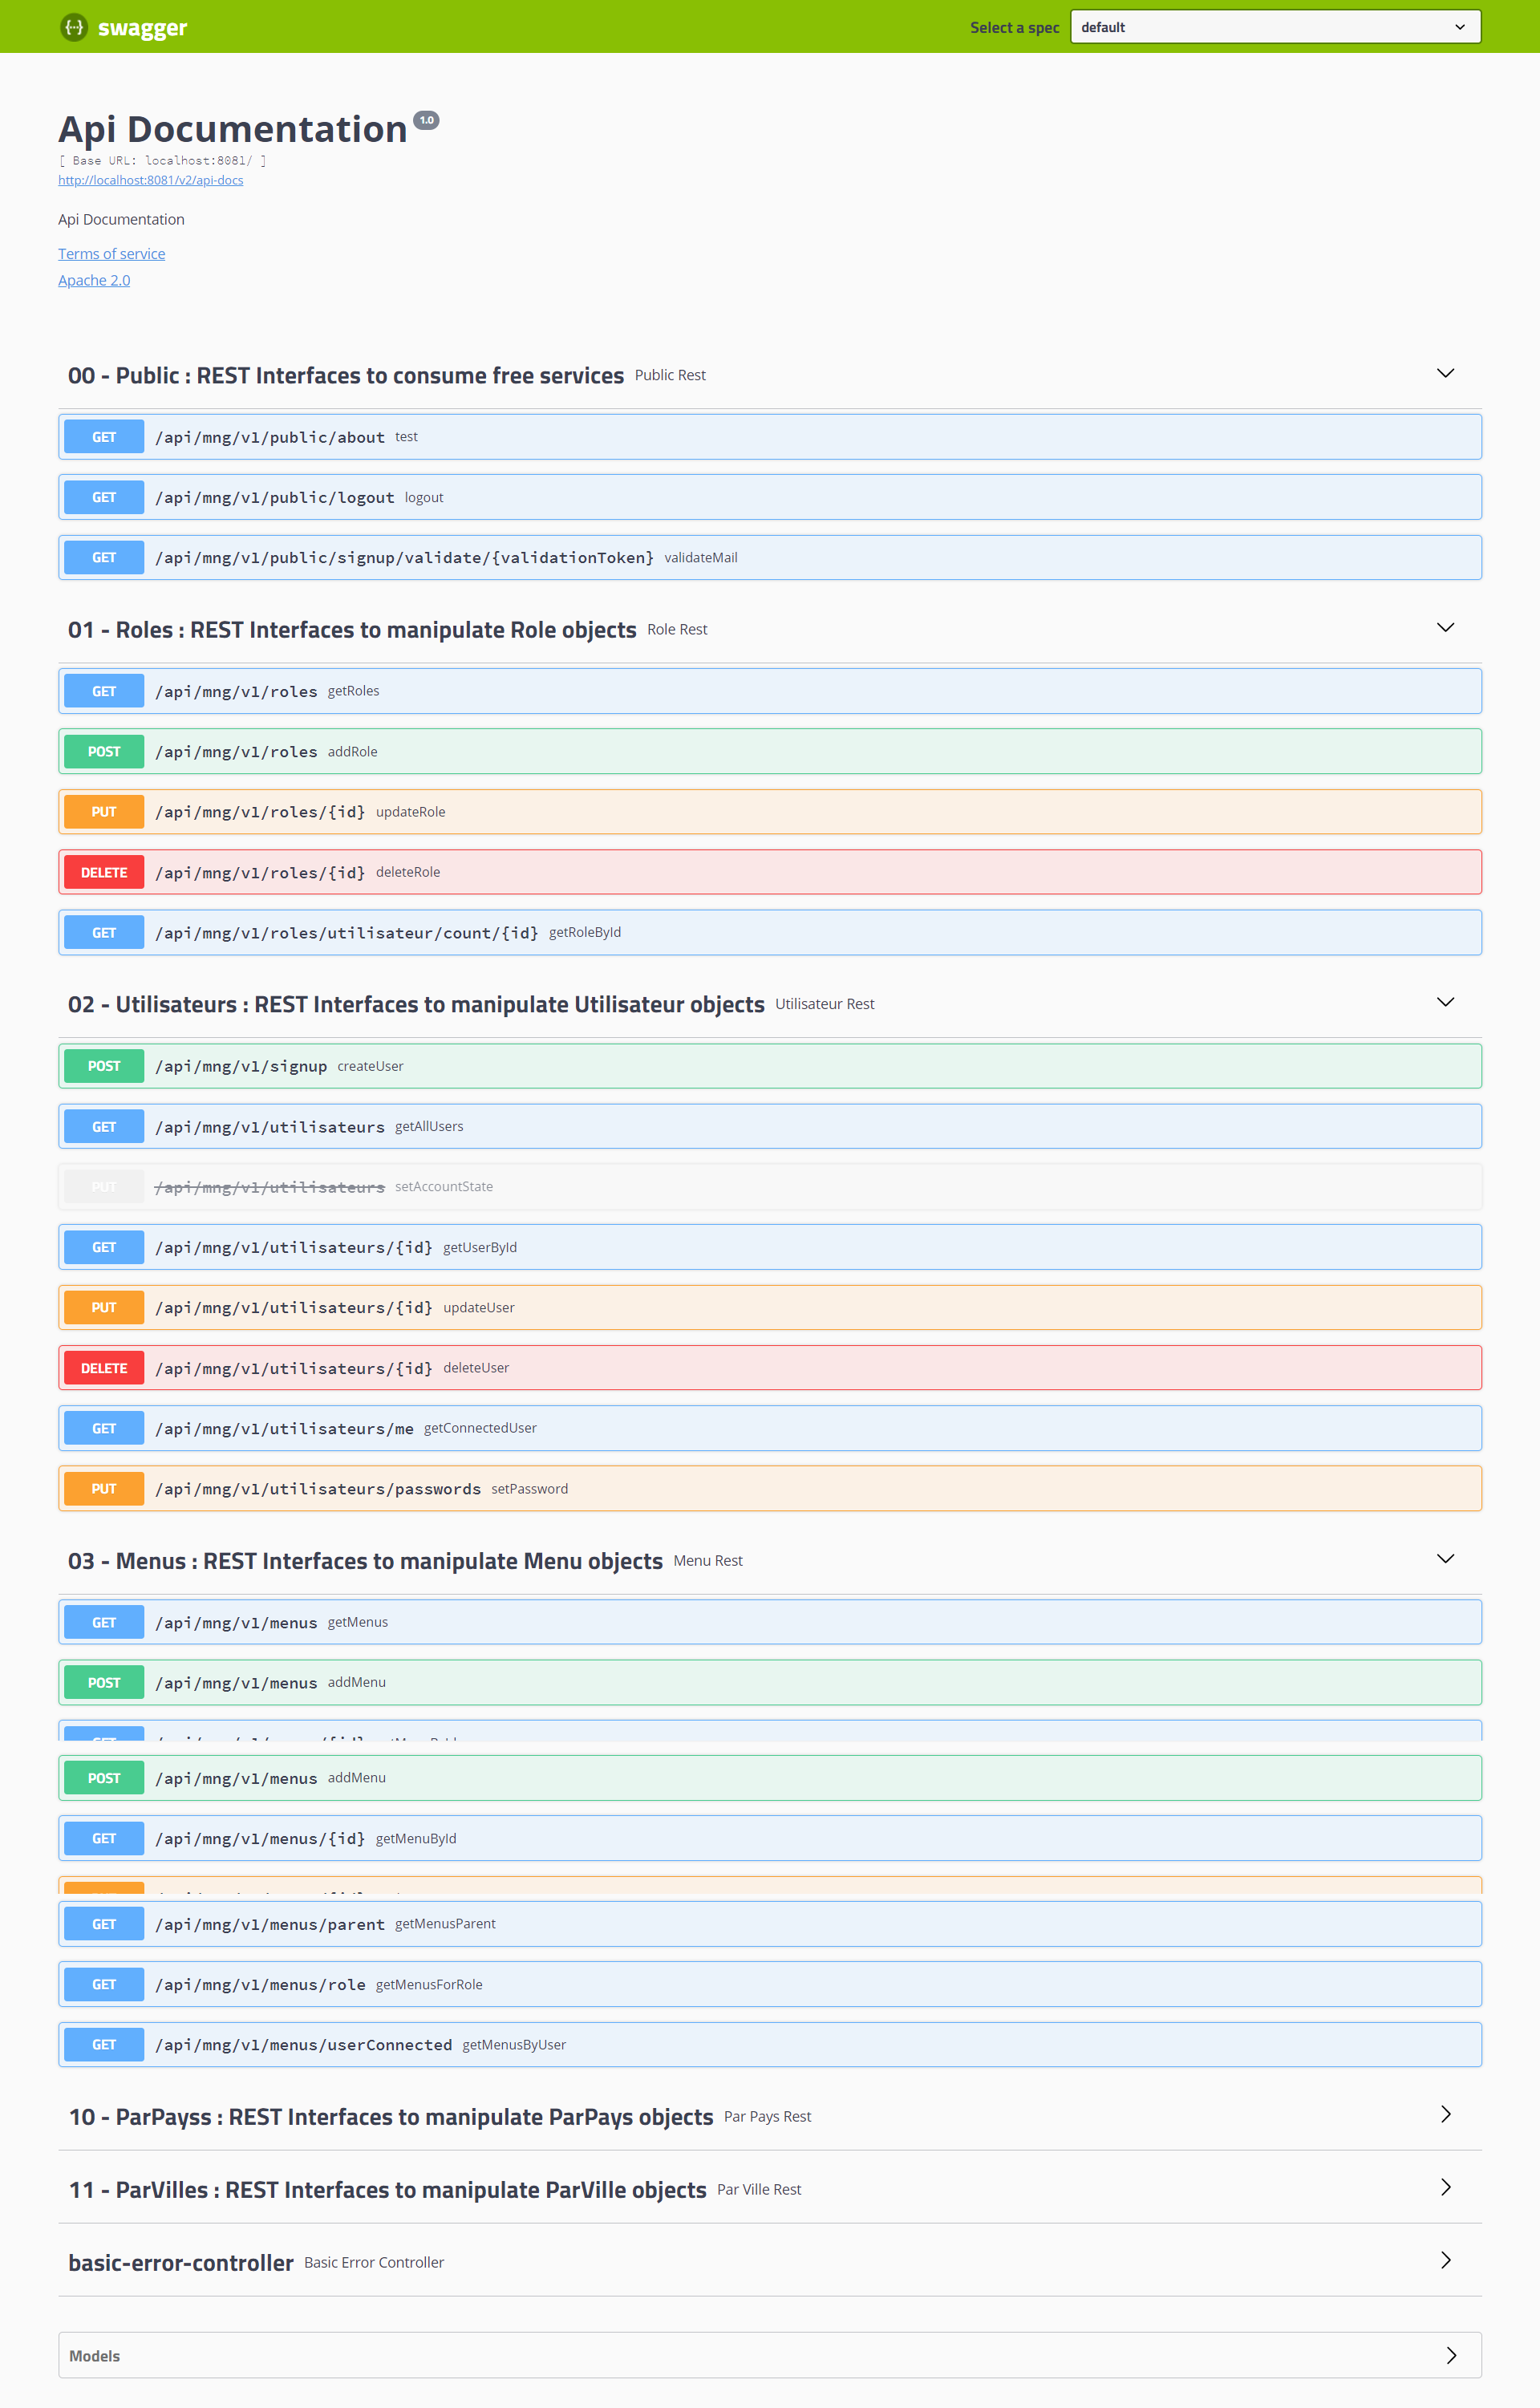 swagger
Select a spec default
Api Documentation 1.0
[ Base URL: localhost:8081/ ]
http://localhost:8081/v2/api-docs
Api Documentation
Terms of service
Apache 2.0
00 - Public : REST Interfaces to consume free services Public Rest
GET /api/mng/v1/public/about test
GET /api/mng/v1/public/logout logout
GET /api/mng/v1/public/signup/validate/{validationToken} validateMail
01 - Roles : REST Interfaces to manipulate Role objects Role Rest
GET /api/mng/v1/roles getRoles
POST /api/mng/v1/roles addRole
PUT /api/mng/v1/roles/{id} updateRole
DELETE /api/mng/v1/roles/{id} deleteRole
GET /api/mng/v1/roles/utilisateur/count/{id} getRoleById
02 - Utilisateurs : REST Interfaces to manipulate Utilisateur objects Utilisateur Rest
POST /api/mng/v1/signup createUser
GET /api/mng/v1/utilisateurs getAllUsers
PUT /api/mng/v1/utilisateurs setAccountState
GET /api/mng/v1/utilisateurs/{id} getUserById
PUT /api/mng/v1/utilisateurs/{id} updateUser
DELETE /api/mng/v1/utilisateurs/{id} deleteUser
GET /api/mng/v1/utilisateurs/me getConnectedUser
PUT /api/mng/v1/utilisateurs/passwords setPassword
03 - Menus : REST Interfaces to manipulate Menu objects Menu Rest
GET /api/mng/v1/menus getMenus
POST /api/mng/v1/menus addMenu
POST /api/mng/v1/menus addMenu
GET /api/mng/v1/menus/{id} getMenuById
GET /api/mng/v1/menus/parent getMenusParent
GET /api/mng/v1/menus/role getMenusForRole
GET /api/mng/v1/menus/userConnected getMenusByUser
10 - ParPayss : REST Interfaces to manipulate ParPays objects Par Pays Rest
11 - ParVilles : REST Interfaces to manipulate ParVille objects Par Ville Rest
basic-error-controller Basic Error Controller
Models